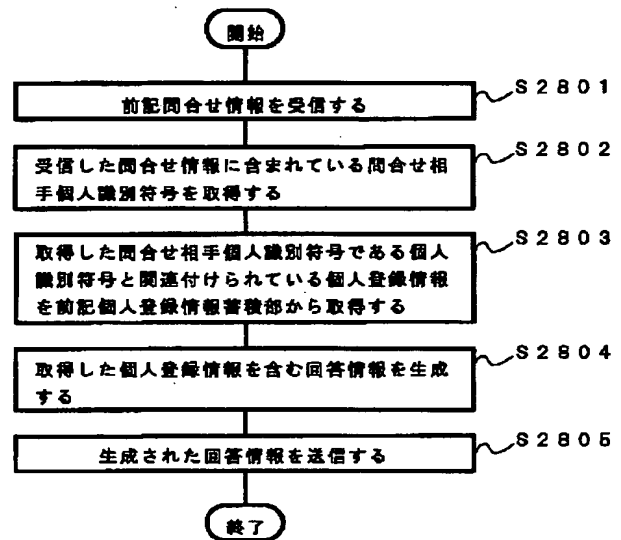 開始
前記問合せ情報を受信する
S2801
受信した問合せ情報に含まれている問合せ相
手個人識別符号を取得する
S2802
取得した問合せ相手個人識別符号である個人
識別符号と関連付けられている個人登録情報
を前記個人登録情報蓄積部から取得する
S2803
取得した個人登録情報を含む回答情報を生成
する
S2804
生成された回答情報を送信する
S2805
終了